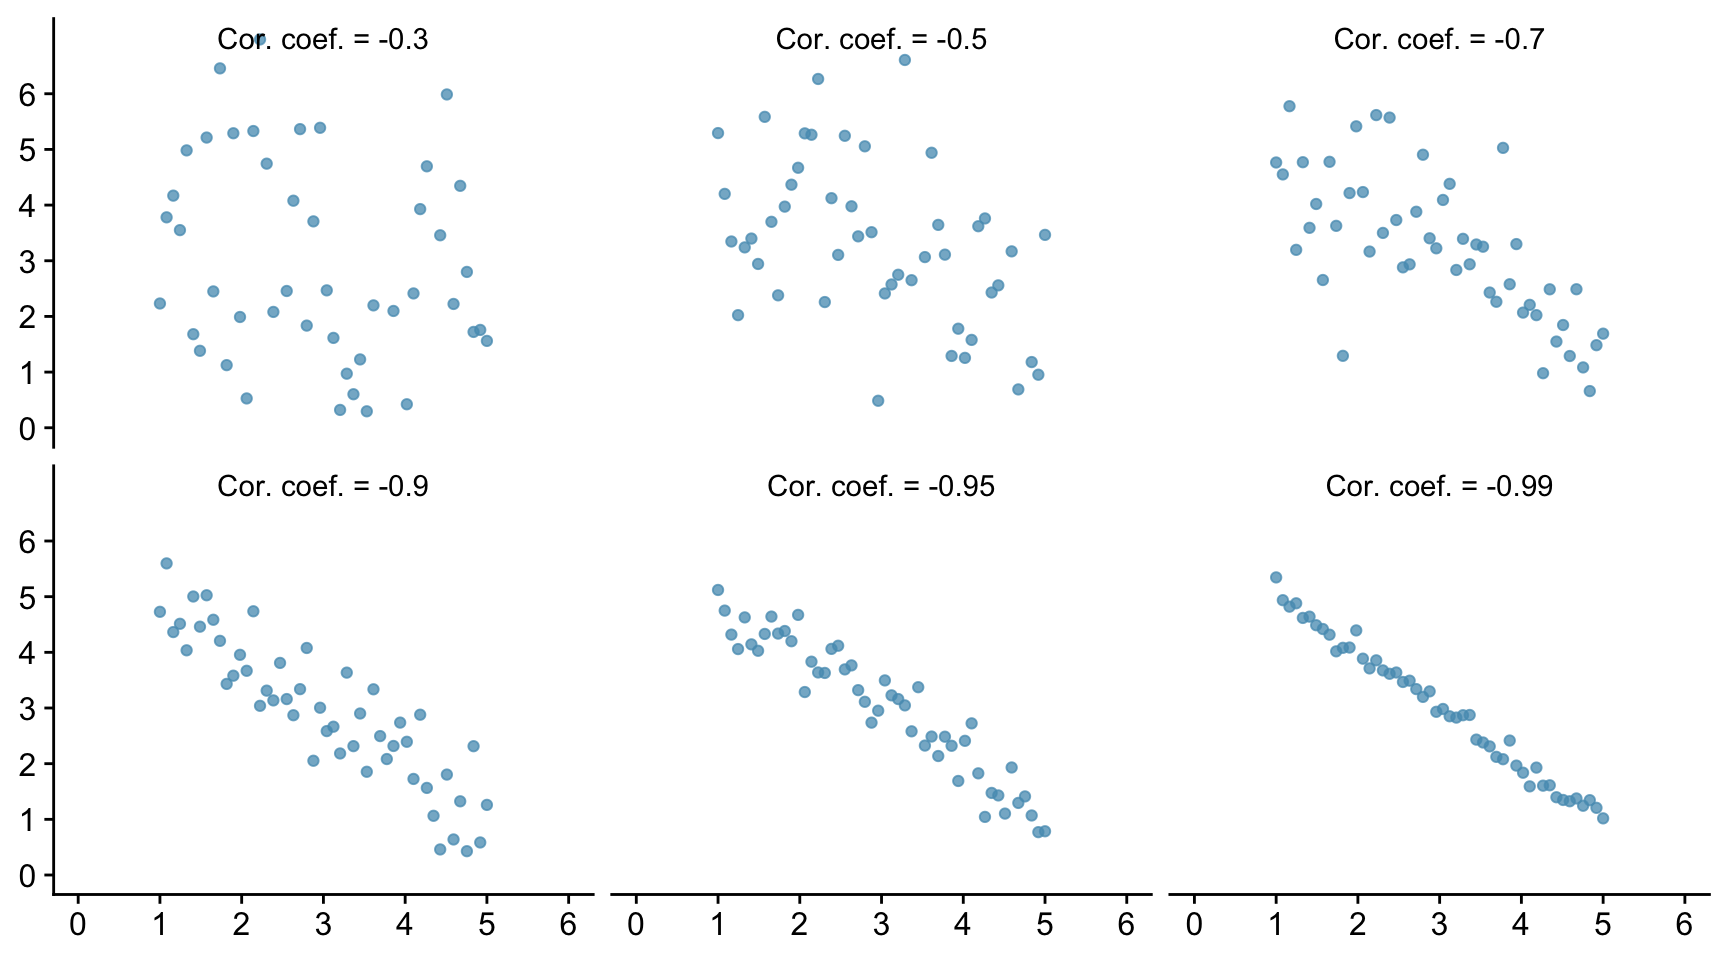 Cor. coef. = -0.3
Cor. coef. = -0.5
Cor. coef. = -0.7
6
5
4
3
2
1
0
Cor. coef. = -0.9
Cor. coef. = -0.95
Cor. coef. = -0.99
6
5
4
3
2
1
0
0 1 2 3 4 5 6
0 1 2 3 4 5 6
0 1 2 3 4 5 6